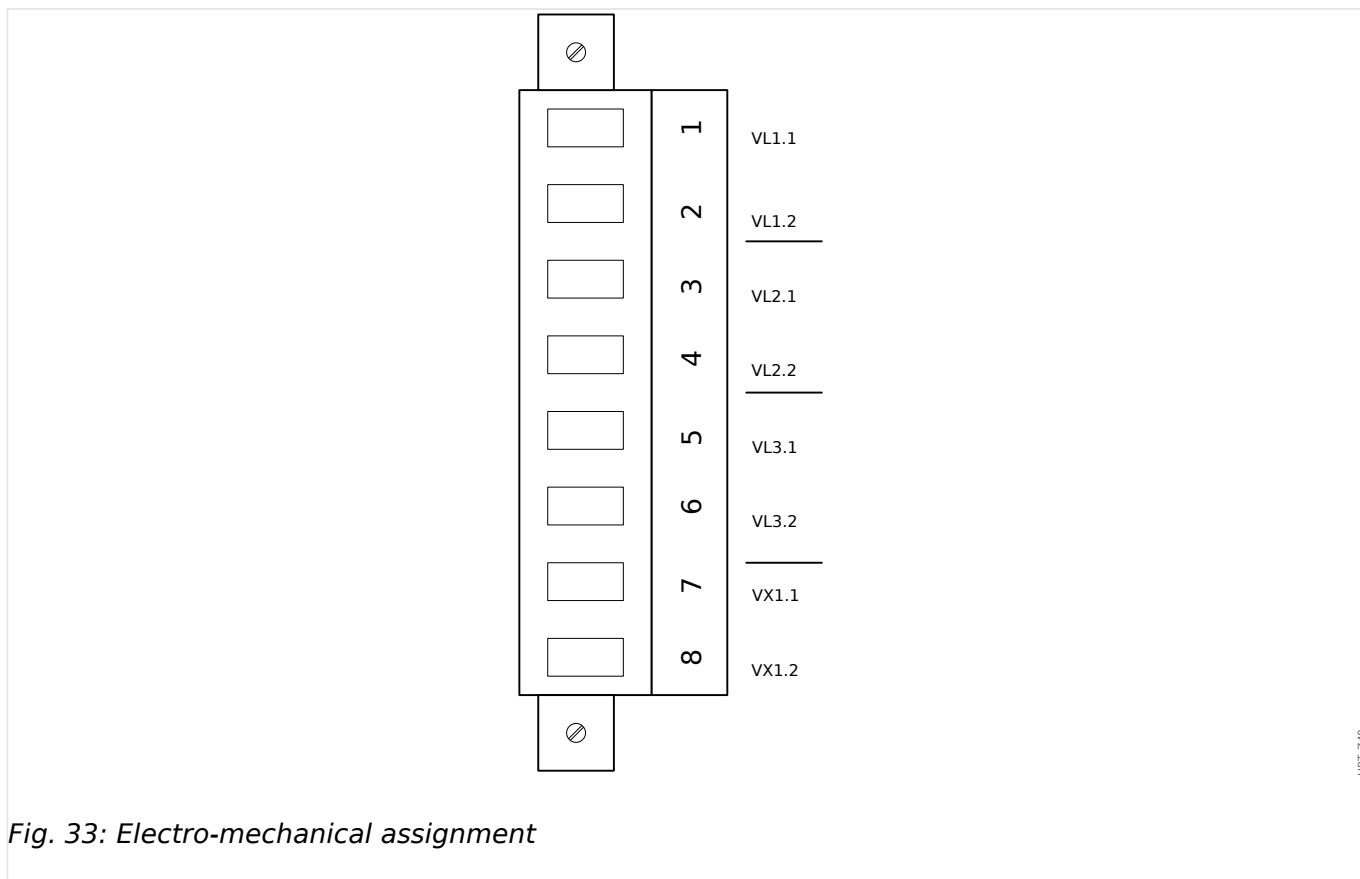 1 VL1.1
2 VL1.2
3 VL2.1
4 VL2.2
5 VL3.1
6 VL3.2
7 VX1.1
8 VX1.2
Fig. 33: Electro-mechanical assignment